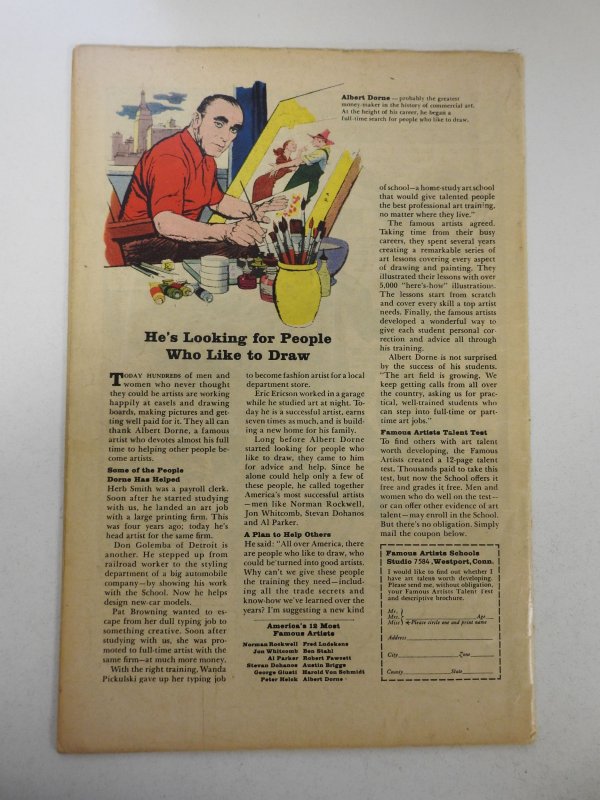 Albert Dorne — probably the greatest
money-maker in the history of commercial art.
At the height of his career, he began a
full-time search for people who like to draw.
He's Looking for People
Who Like to Draw
TODAY HUNDREDS of men and
women who never thought
they could be artists are working
happily at easels and drawing
boards, making pictures and get-
ting well paid for it. They all can
thank Albert Dorne, a famous
artist who devotes almost his full
time to helping other people be-
come artists.
Some of the People
Dorne Has Helped
Herb Smith was a payroll clerk.
Soon after he started studying
with us, he landed an art job
with a large printing firm. This
was four years ago; today he's
head artist for the same firm.
Don Golemba of Detroit is
another. He stepped up from
railroad worker to the styling
department of a big automobile
company—by showing his work
with the School. Now he helps
design new-car models.
Pat Browning wanted to es-
cape from her dull typing job to
something creative. Soon after
studying with us, she was pro-
moted to full-time artist with the
same firm—at much more money.
With the right training, Wanda
Pickulski gave up her typing job
to become fashion artist for a local
department store.
Eric Ericson worked in a garage
while he studied art at night. To-
day he is a successful artist, earns
seven times as much, and is build-
ing a new home for his family.
Long before Albert Dorne
started looking for people who
like to draw, they came to him
for advice and help. Since he
alone could help only a few of
these people, he called together
America's most successful artists
—men like Norman Rockwell,
Jon Whitcomb, Stevan Dohanos
and Al Parker.
A Plan to Help Others
He said: "All over America, there
are people who like to draw, who
could be turned into good artists.
Why can't we give these people
the training they need—includ-
ing all the trade secrets and
know-how we've learned over the
years? I'm suggesting a new kind
America's 12 Most
Famous Artists
Norman Rockwell Fred Ludekens
Jon Whitcomb Ben Stahl
Al Parker Robert Fawcett
Stevan Dohanos Austin Briggs
George Giusti Harold Von Schmidt
Peter Helck Albert Dorne
of school—a home-study art school
that would give talented people
the best professional art training,
no matter where they live."
The famous artists agreed.
Taking time from their busy
careers, they spent several years
creating a remarkable series of
art lessons covering every aspect
of drawing and painting. They
illustrated their lessons with over
5,000 "here's-how" illustrations.
The lessons start from scratch
and cover every skill a top artist
needs. Finally, the famous artists
developed a wonderful way to
give each student personal cor-
rection and advice all through
his training.
Albert Dorne is not surprised
by the success of his students.
"The art field is growing. We
keep getting calls from all over
the country, asking us for prac-
tical, well-trained students who
can step into full-time or part-
time art jobs."
Famous Artists Talent Test
To find others with art talent
worth developing, the Famous
Artists created a 12-page talent
test. Thousands paid to take this
test, but now the School offers it
free and grades it free. Men and
women who do well on the test—
or can offer other evidence of art
talent—may enroll in the School.
But there's no obligation. Simply
mail the coupon below.
Famous Artists Schools
Studio 7584, Westport, Conn.
I would like to find out whether I
have art talent worth developing.
Please send me, without obligation,
your Famous Artists Talent Test
and descriptive brochure.
Mr.
Mrs. Age
Miss Please circle one and print name
Address
City Zone
County State